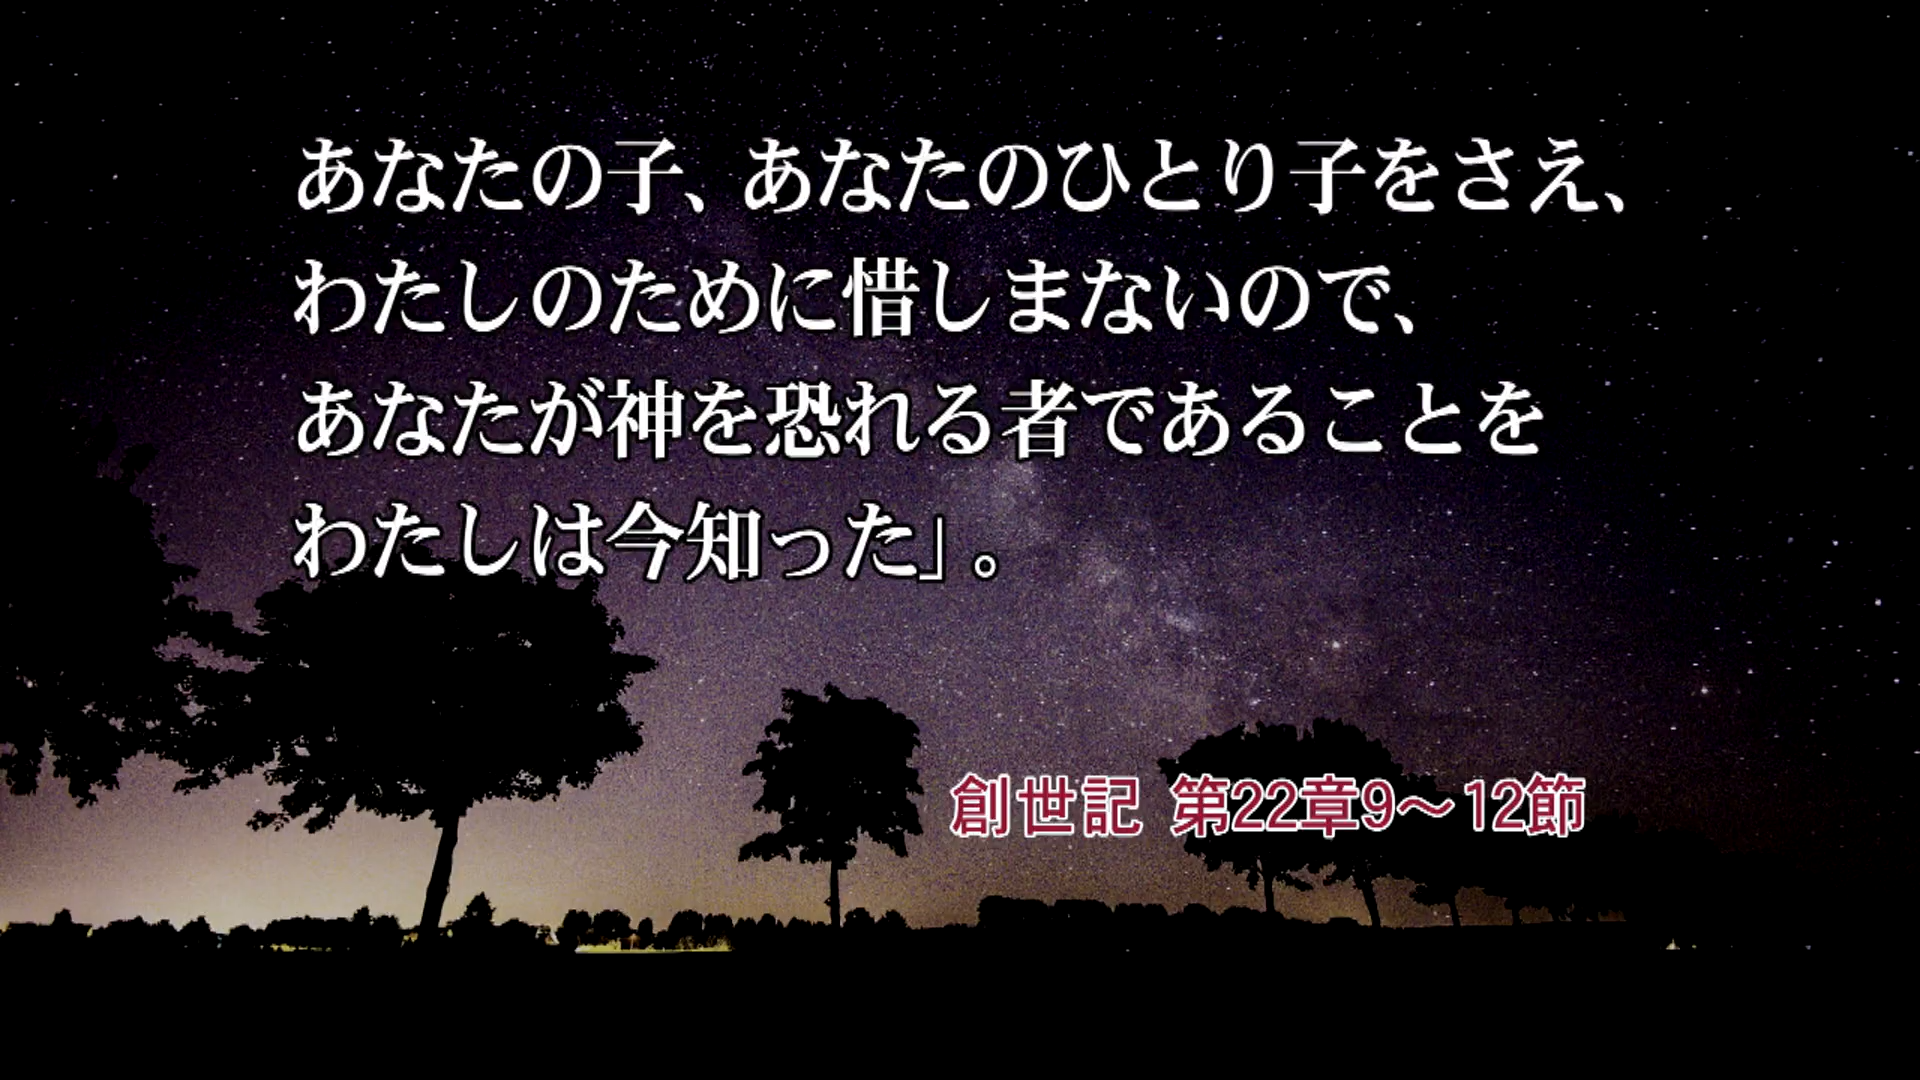 あなたの子、あなたのひとり子をさえ、
わたしのために惜しまないので、
あなたが神を恐れる者であることを
わたしは今知った」。
創世記 第22章9～12節